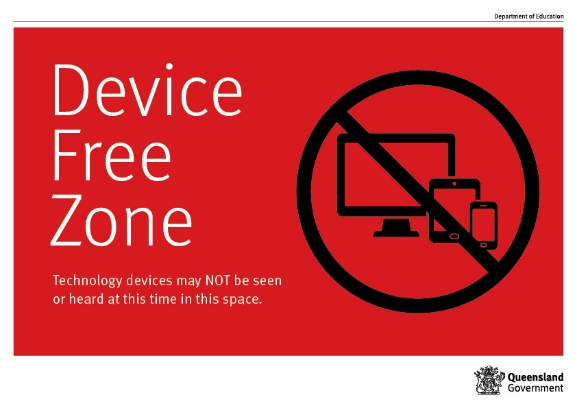 Department of Education
Device
Free
Zone
Technology devices may NOT be seen
or heard at this time in this space.
Queensland
Government